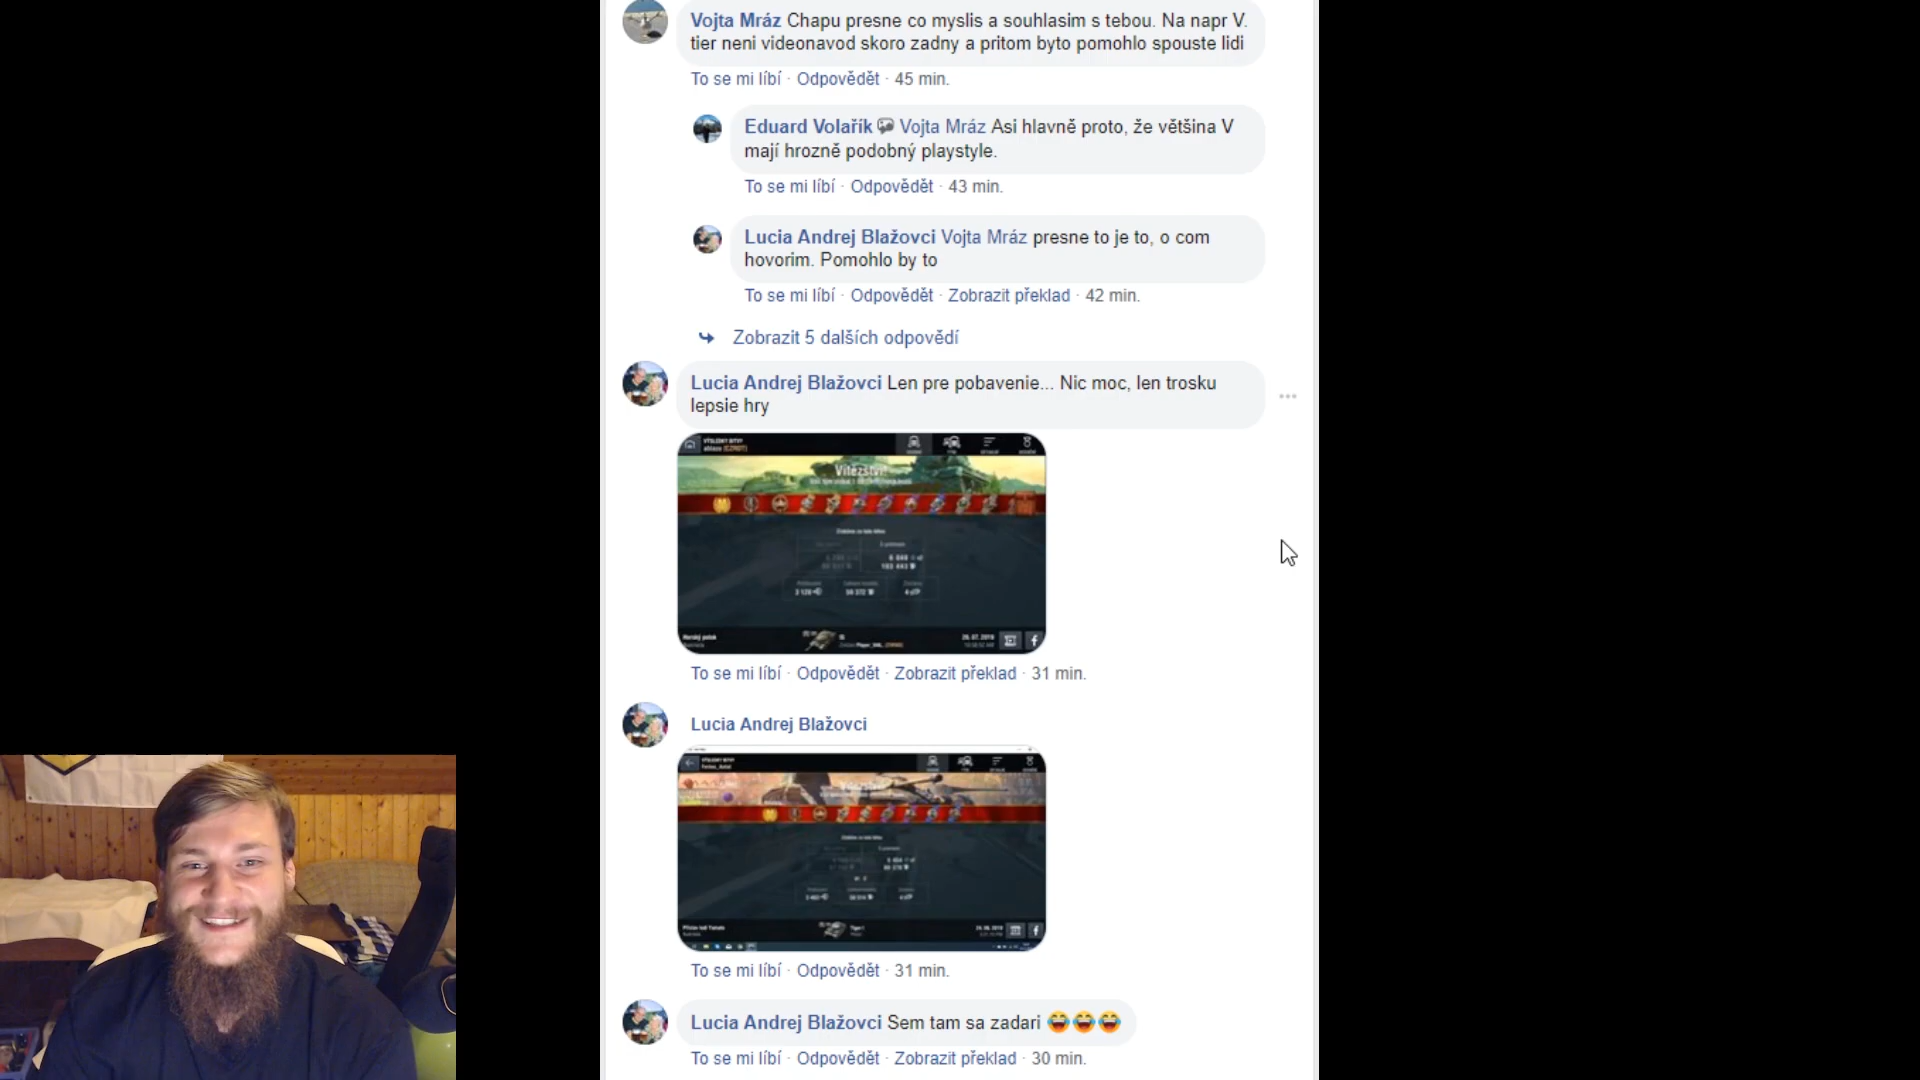 Vojta Mráz Chapu presne co myslis a souhlasim s tebou. Na napr V.
tier neni videonavod skoro zadny a pritom byto pomohlo spouste lidi
To se mi líbí · Odpovědět · 45 min.
Eduard Volařík Vojta Mráz Asi hlavně proto, že většina V
mají hrozně podobný playstyle.
To se mi líbí · Odpovědět · 43 min.
Lucia Andrej Blažovci Vojta Mráz presne to je to, o com
hovorim. Pomohlo by to
To se mi líbí · Odpovědět · Zobrazit překlad · 42 min.
Zobrazit 5 dalších odpovědí
Lucia Andrej Blažovci Len pre pobavenie... Nic moc, len trosku
lepsie hry
VÝSLEDKY BITVY
Vítězství!
To se mi líbí · Odpovědět · Zobrazit překlad · 31 min.
Lucia Andrej Blažovci
VÝSLEDKY BITVY
Vítězství!
Tiger I
To se mi líbí · Odpovědět · 31 min.
Lucia Andrej Blažovci Sem tam sa zadari 😂😂😂
To se mi líbí · Odpovědět · Zobrazit překlad · 30 min.